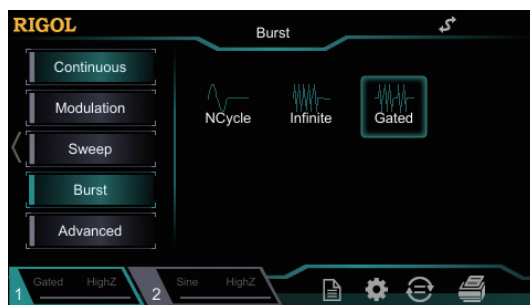 RIGOL
Burst
Continuous
Modulation
Sweep
Burst
Advanced
NCycle
Infinite
Gated
1
Gated
HighZ
2
Sine
HighZ